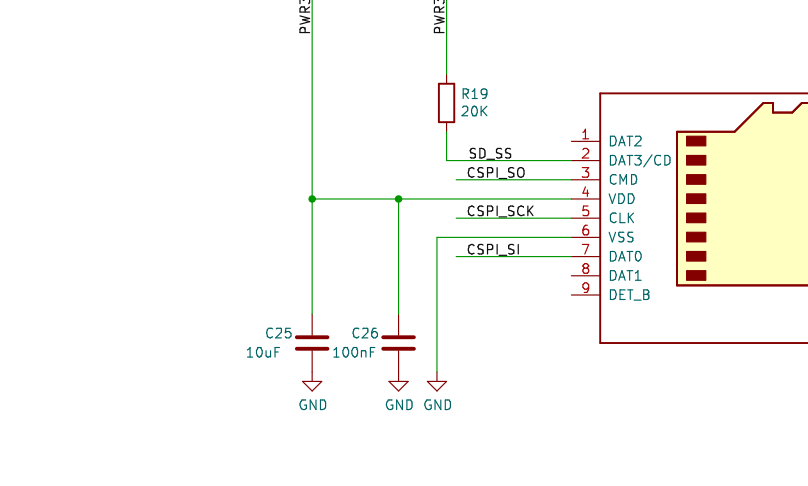 PWR3
PWR3
R19
20K
1 DAT2
SD_SS 2 DAT3/CD
CSPI_SO 3 CMD
4 VDD
CSPI_SCK 5 CLK
6 VSS
CSPI_SI 7 DAT0
8 DAT1
9 DET_B
C25 C26
10uF 100nF
GND GND GND